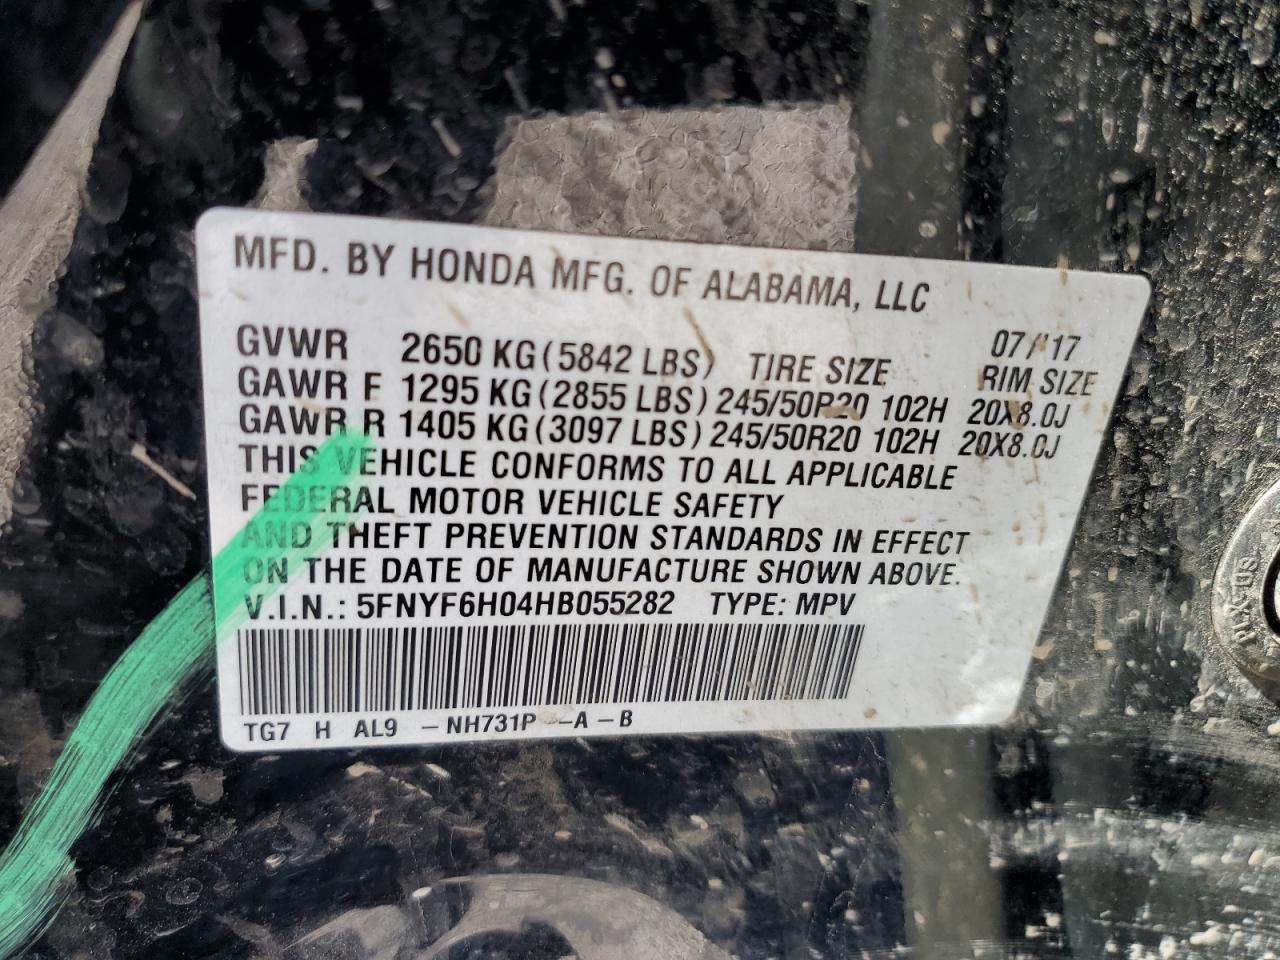 MFD. BY HONDA MFG. OF ALABAMA, LLC
07/'17
GVWR 2650 KG (5842 LBS) TIRE SIZE RIM SIZE
GAWR F 1295 KG (2855 LBS) 245/50R20 102H 20X8.0J
GAWR R 1405 KG (3097 LBS) 245/50R20 102H 20X8.0J
THIS VEHICLE CONFORMS TO ALL APPLICABLE
FEDERAL MOTOR VEHICLE SAFETY
AND THEFT PREVENTION STANDARDS IN EFFECT
ON THE DATE OF MANUFACTURE SHOWN ABOVE.
V.I.N.: 5FNYF6H04HB055282 TYPE: MPV
TG7 H AL9 -NH731P -A-B